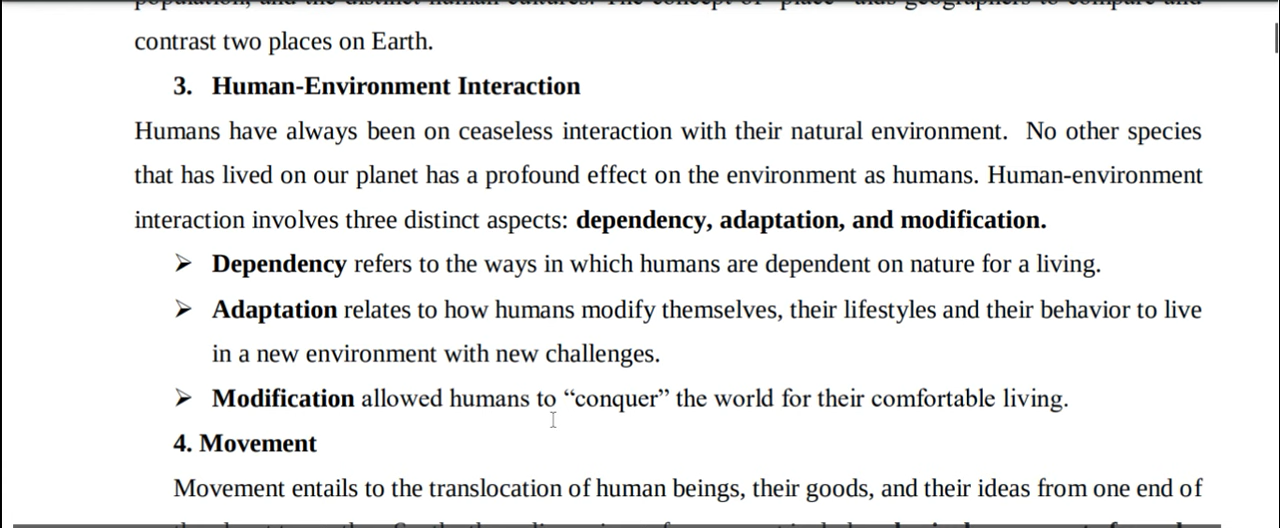 contrast two places on Earth.
3. Human-Environment Interaction
Humans have always been on ceaseless interaction with their natural environment. No other species
that has lived on our planet has a profound effect on the environment as humans. Human-environment
interaction involves three distinct aspects: dependency, adaptation, and modification.
➢ Dependency refers to the ways in which humans are dependent on nature for a living.
➢ Adaptation relates to how humans modify themselves, their lifestyles and their behavior to live
in a new environment with new challenges.
➢ Modification allowed humans to “conquer” the world for their comfortable living.
4. Movement
Movement entails to the translocation of human beings, their goods, and their ideas from one end of